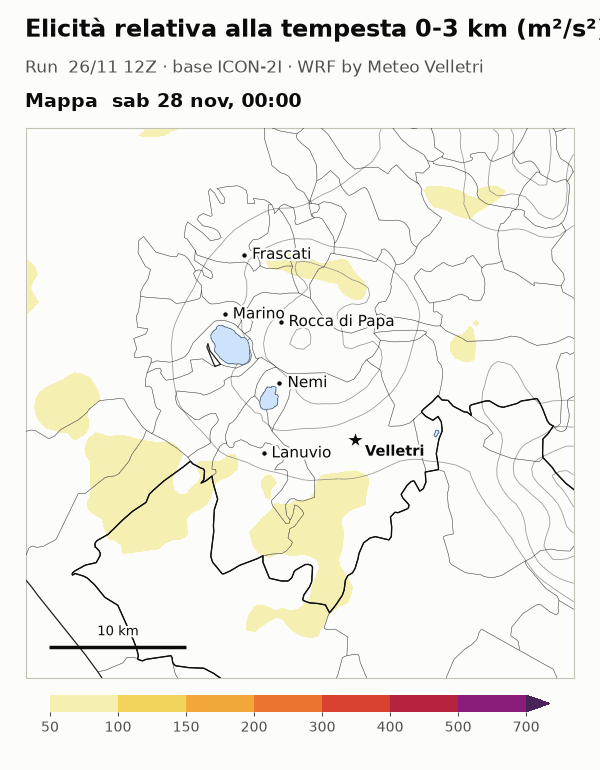 Elicità relativa alla tempesta 0-3 km (m²/s²)
Run  26/11 12Z · base ICON-2I · WRF by Meteo Velletri
Mappa  sab 28 nov, 00:00
Frascati
Marino
Rocca di Papa
Nemi
Velletri
Lanuvio
10 km
50 100 150 200 300 400 500 700